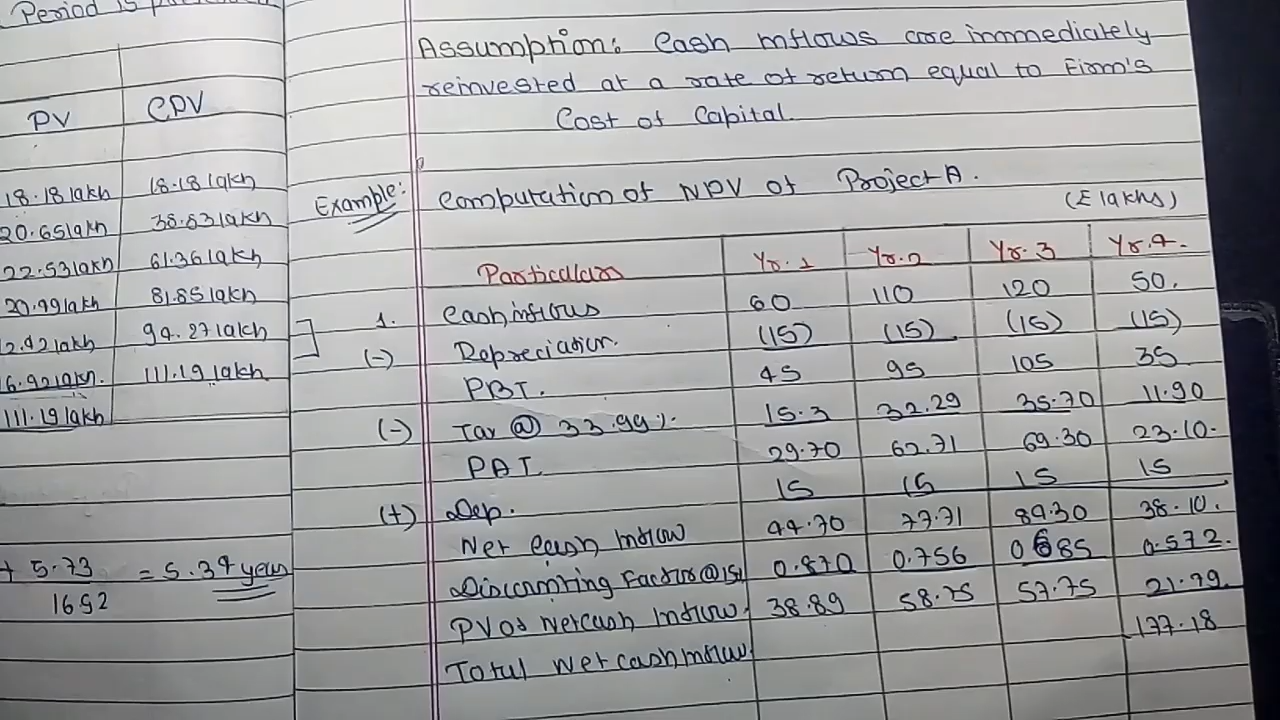 Period is
PV CPV
18.18 lakh 18.18 lakh
20.65 lakh 38.83 lakh
22.53 lakh 61.36 lakh
20.49 lakh 81.85 lakh
2.42 lakh 94.27 lakh
6.92 lakh. 111.19 lakh
111.19 lakh
+ 5.73 = 5.34 years
1692
Assumption: Cash inflows are immediately
reinvested at a rate of return equal to Firm's
Cost of Capital.
Example: Computation of NPV of Project A.
(₹ lakhs)
Particulars Yr. 1 Yr. 2 Yr. 3 Yr. 4.
1. Cash inflows 60 110 120 50.
(-) Depreciation. (15) (15) (15) (15)
PBT. 45 95 105 35
(-) Tax @ 33.99%. 15.3 32.29 35.70 11.90
PAT 29.70 62.71 69.30 23.10.
(+) Dep. 15 15 15 15
Net Cash Inflow 44.70 77.71 84.30 38.10.
Discounting Factor @ 15% 0.870 0.756 0.685 0.572.
PV of Net cash Inflow. 38.89 58.75 57.75 21.79.
Total Net cash inflow. 177.18